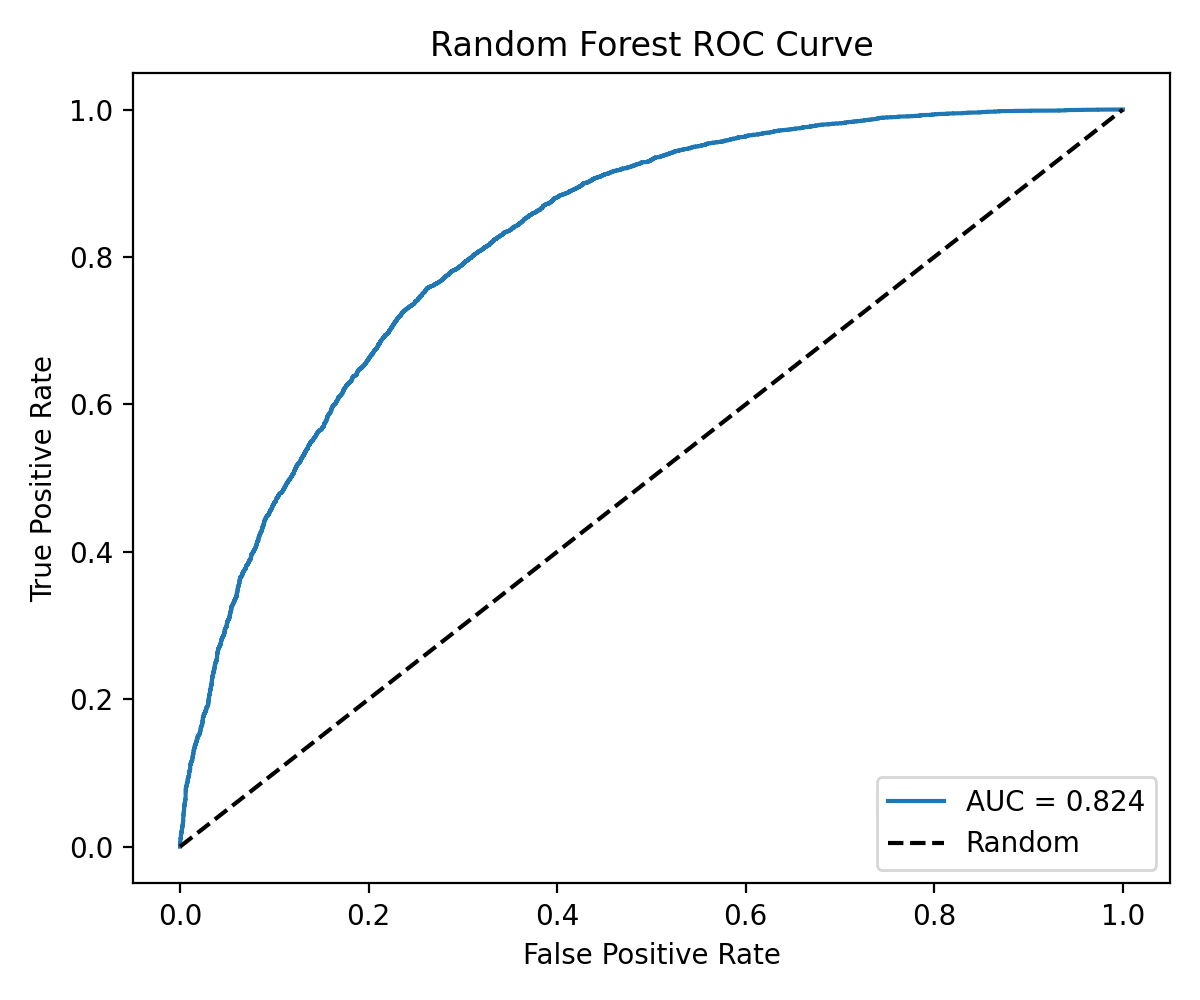 Random Forest ROC Curve
True Positive Rate
1.0
0.8
0.6
0.4
0.2
0.0
AUC = 0.824
Random
0.0 0.2 0.4 0.6 0.8 1.0
False Positive Rate